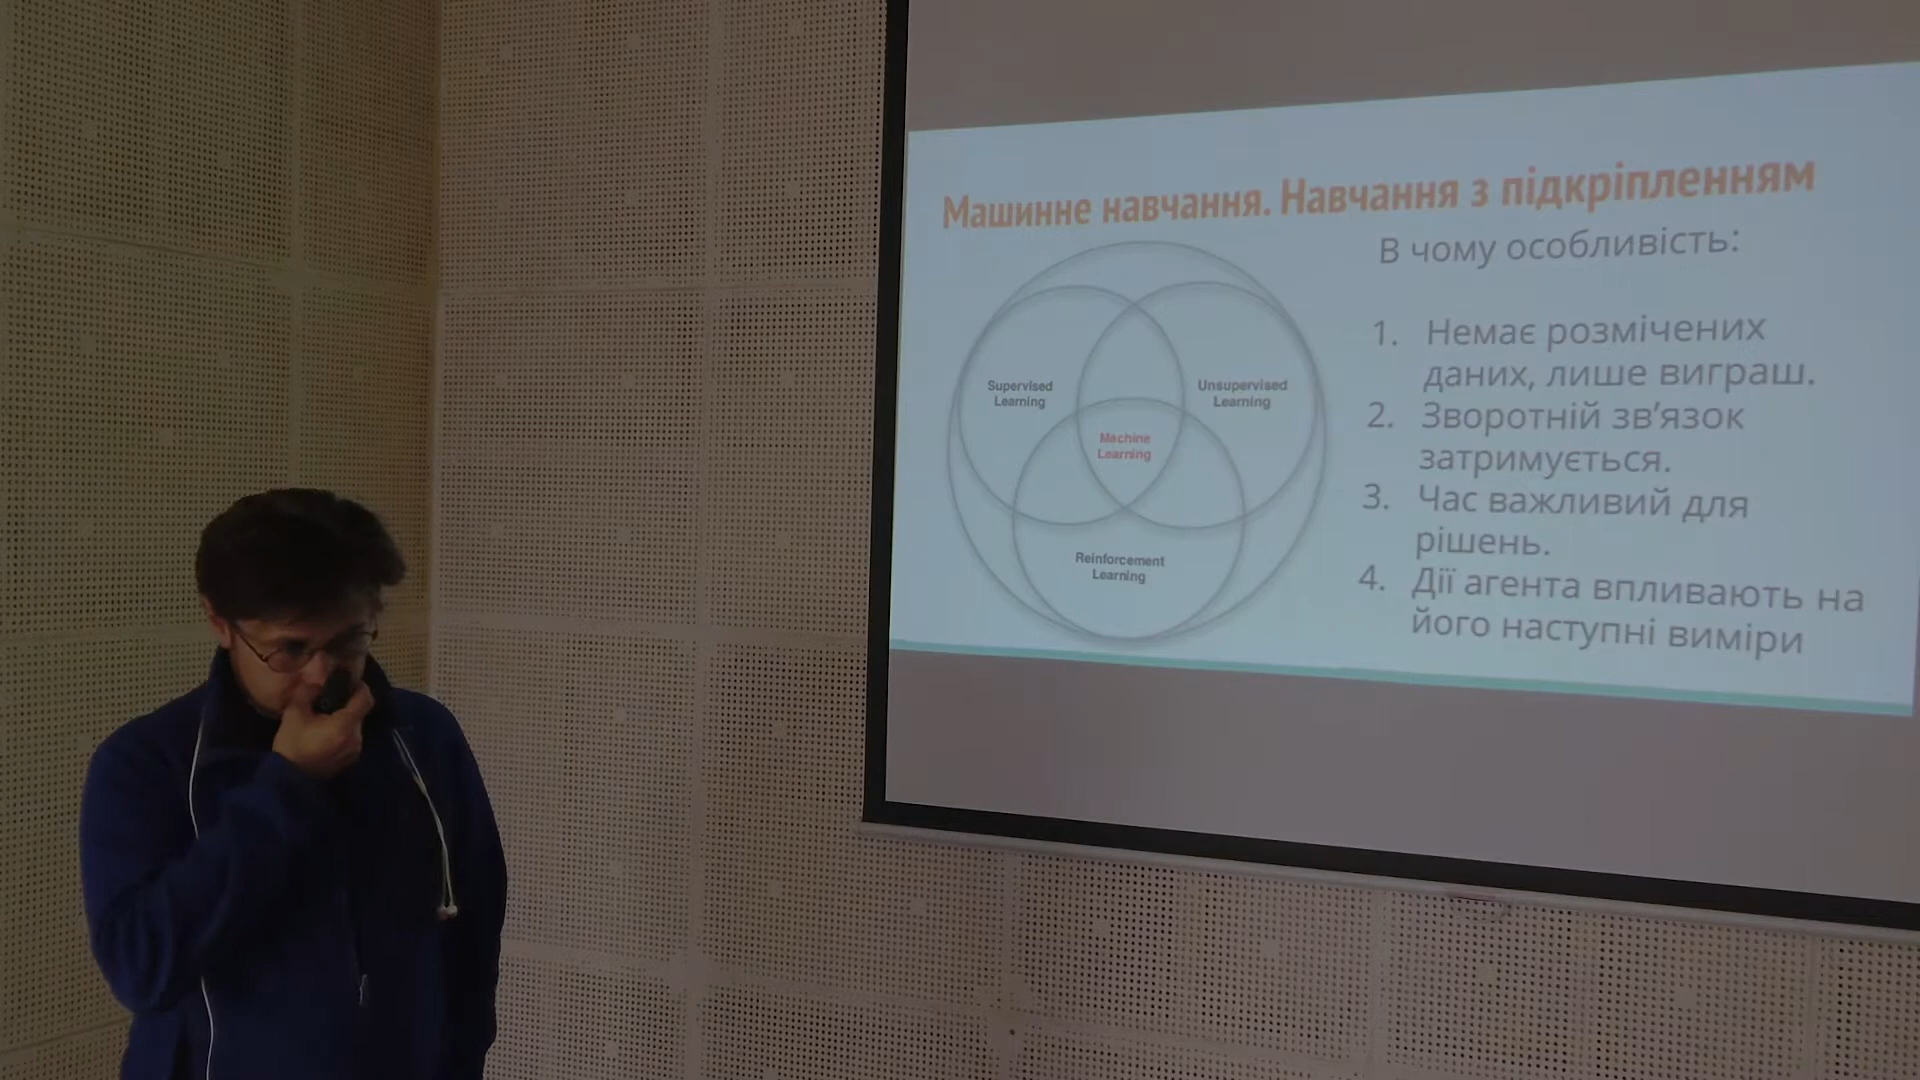 Машинне навчання. Навчання з підкріпленням
Supervised
Learning
Unsupervised
Learning
Machine
Learning
Reinforcement
Learning
В чому особливість:
1. Немає розмічених
даних, лише виграш.
2. Зворотній зв’язок
затримується.
3. Час важливий для
рішень.
4. Дії агента впливають на
його наступні виміри